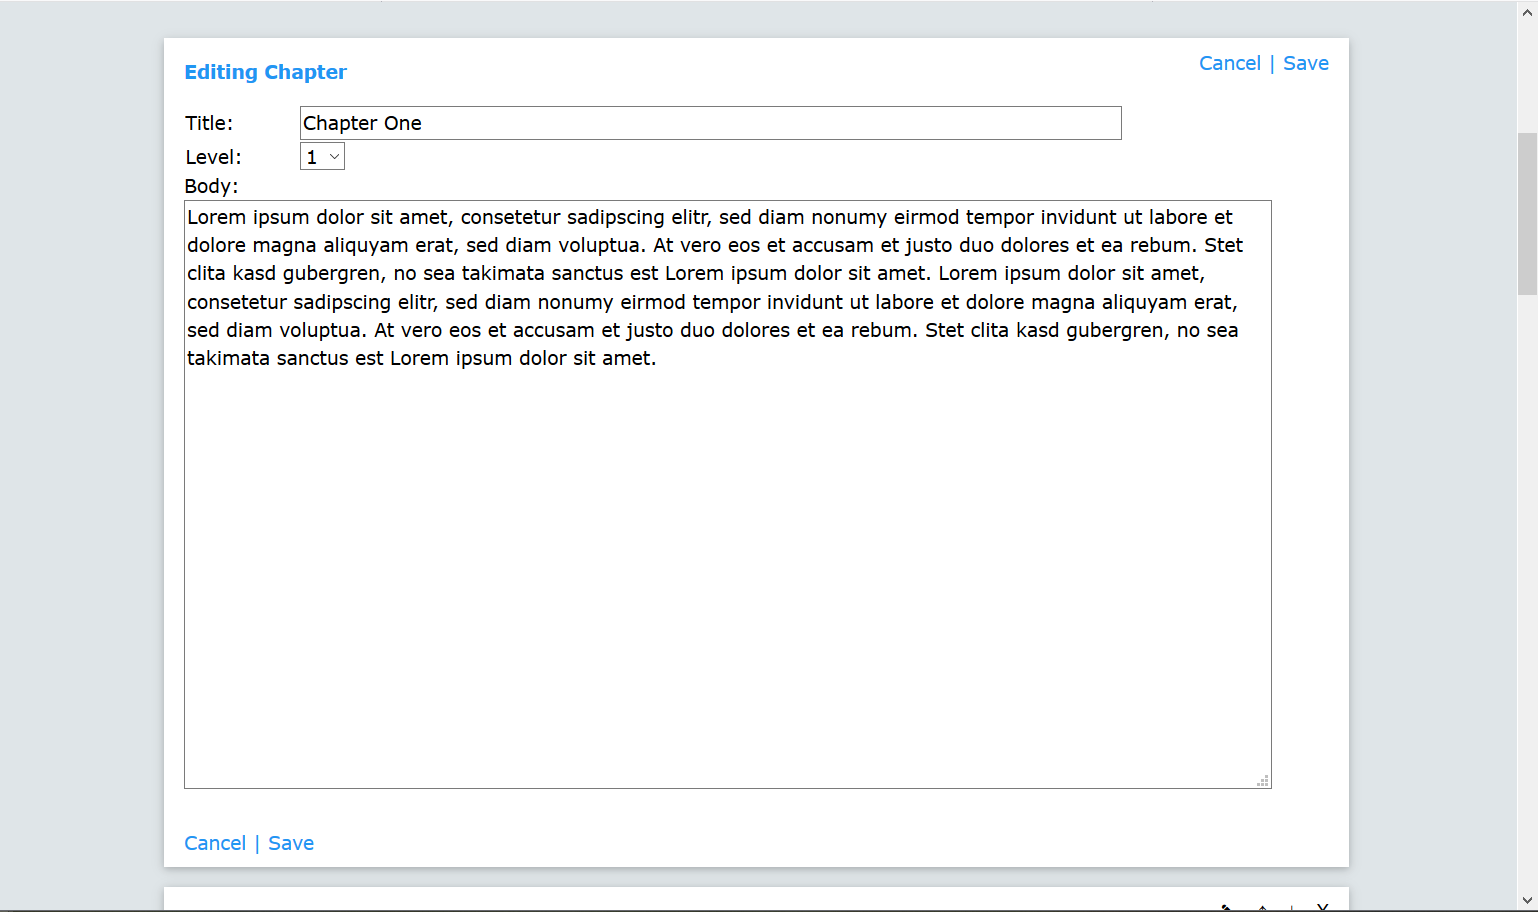 Editing Chapter
Cancel | Save
Title:
Chapter One
Level:
1
Body:
Lorem ipsum dolor sit amet, consetetur sadipscing elitr, sed diam nonumy eirmod tempor invidunt ut labore et
dolore magna aliquyam erat, sed diam voluptua. At vero eos et accusam et justo duo dolores et ea rebum. Stet
clita kasd gubergren, no sea takimata sanctus est Lorem ipsum dolor sit amet. Lorem ipsum dolor sit amet,
consetetur sadipscing elitr, sed diam nonumy eirmod tempor invidunt ut labore et dolore magna aliquyam erat,
sed diam voluptua. At vero eos et accusam et justo duo dolores et ea rebum. Stet clita kasd gubergren, no sea
takimata sanctus est Lorem ipsum dolor sit amet.
Cancel | Save